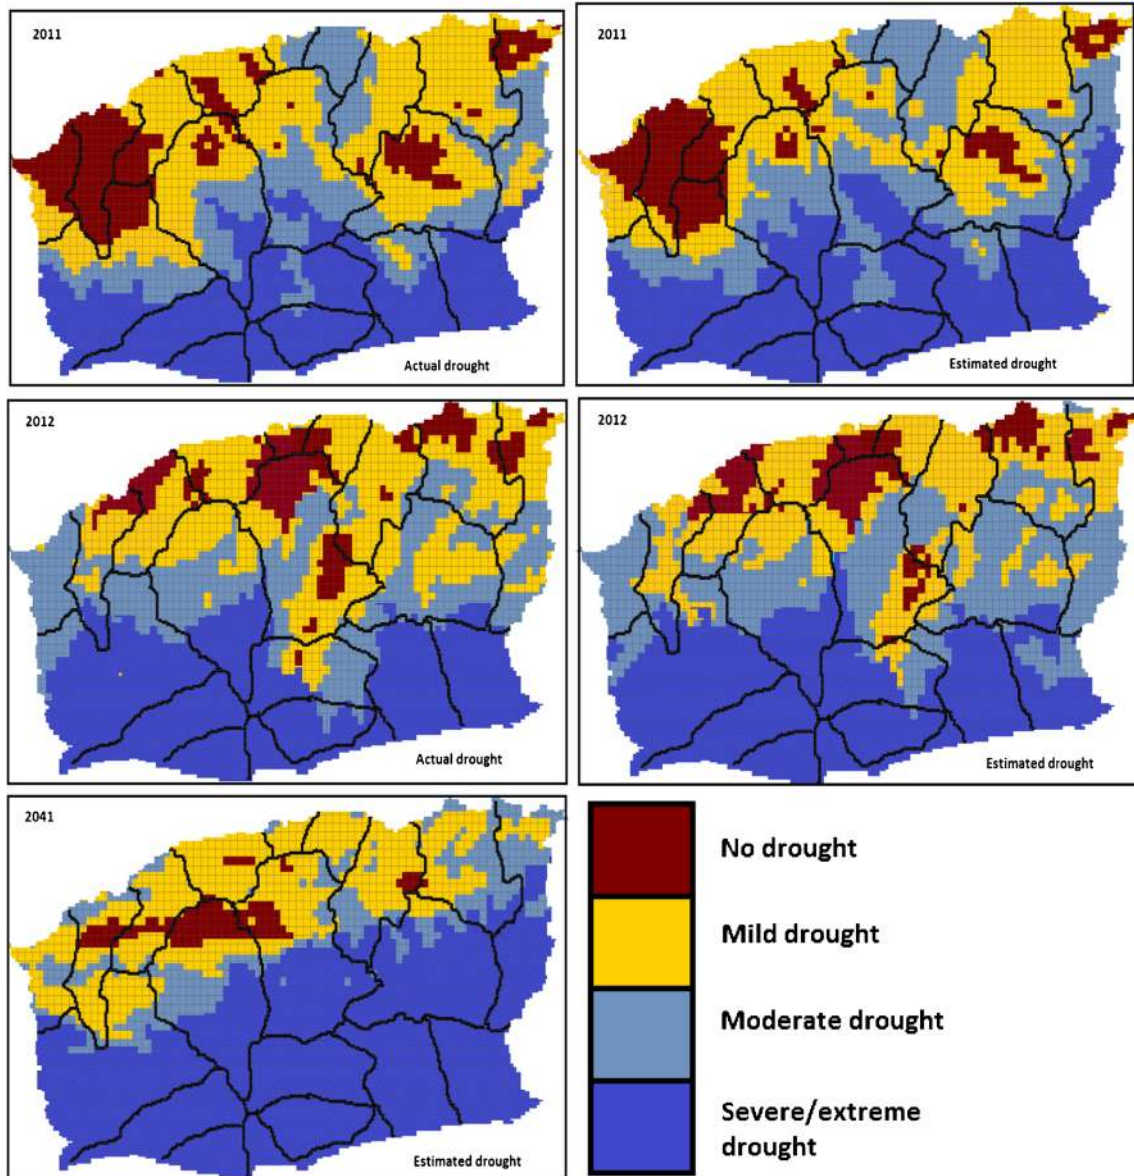 2011
Actual drought
2011
Estimated drought
2012
Actual drought
2012
Estimated drought
2041
Estimated drought
No drought
Mild drought
Moderate drought
Severe/extreme
drought